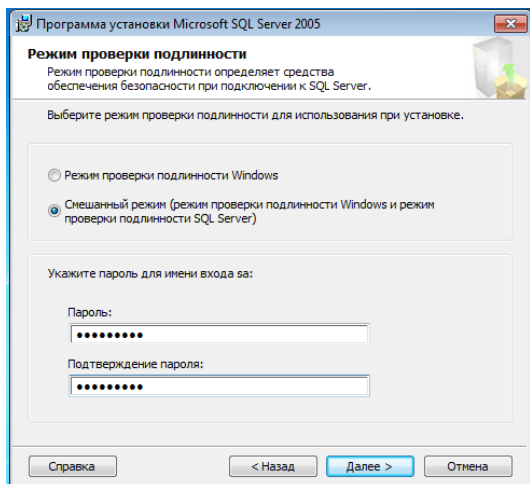 Программа установки Microsoft SQL Server 2005
Режим проверки подлинности
Режим проверки подлинности определяет средства
обеспечения безопасности при подключении к SQL Server.
Выберите режим проверки подлинности для использования при установке.
Режим проверки подлинности Windows
Смешанный режим (режим проверки подлинности Windows и режим
проверки подлинности SQL Server)
Укажите пароль для имени входа sa:
Пароль:
●●●●●●●●●
Подтверждение пароля:
●●●●●●●●●
Справка
< Назад
Далее >
Отмена